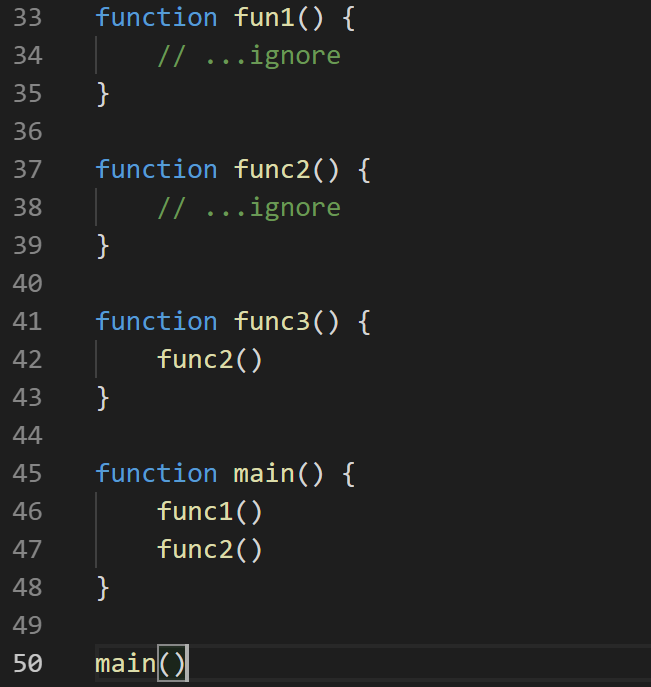 33 function fun1() {
34     // ...ignore
35 }
36
37 function func2() {
38     // ...ignore
39 }
40
41 function func3() {
42     func2()
43 }
44
45 function main() {
46     func1()
47     func2()
48 }
49
50 main()